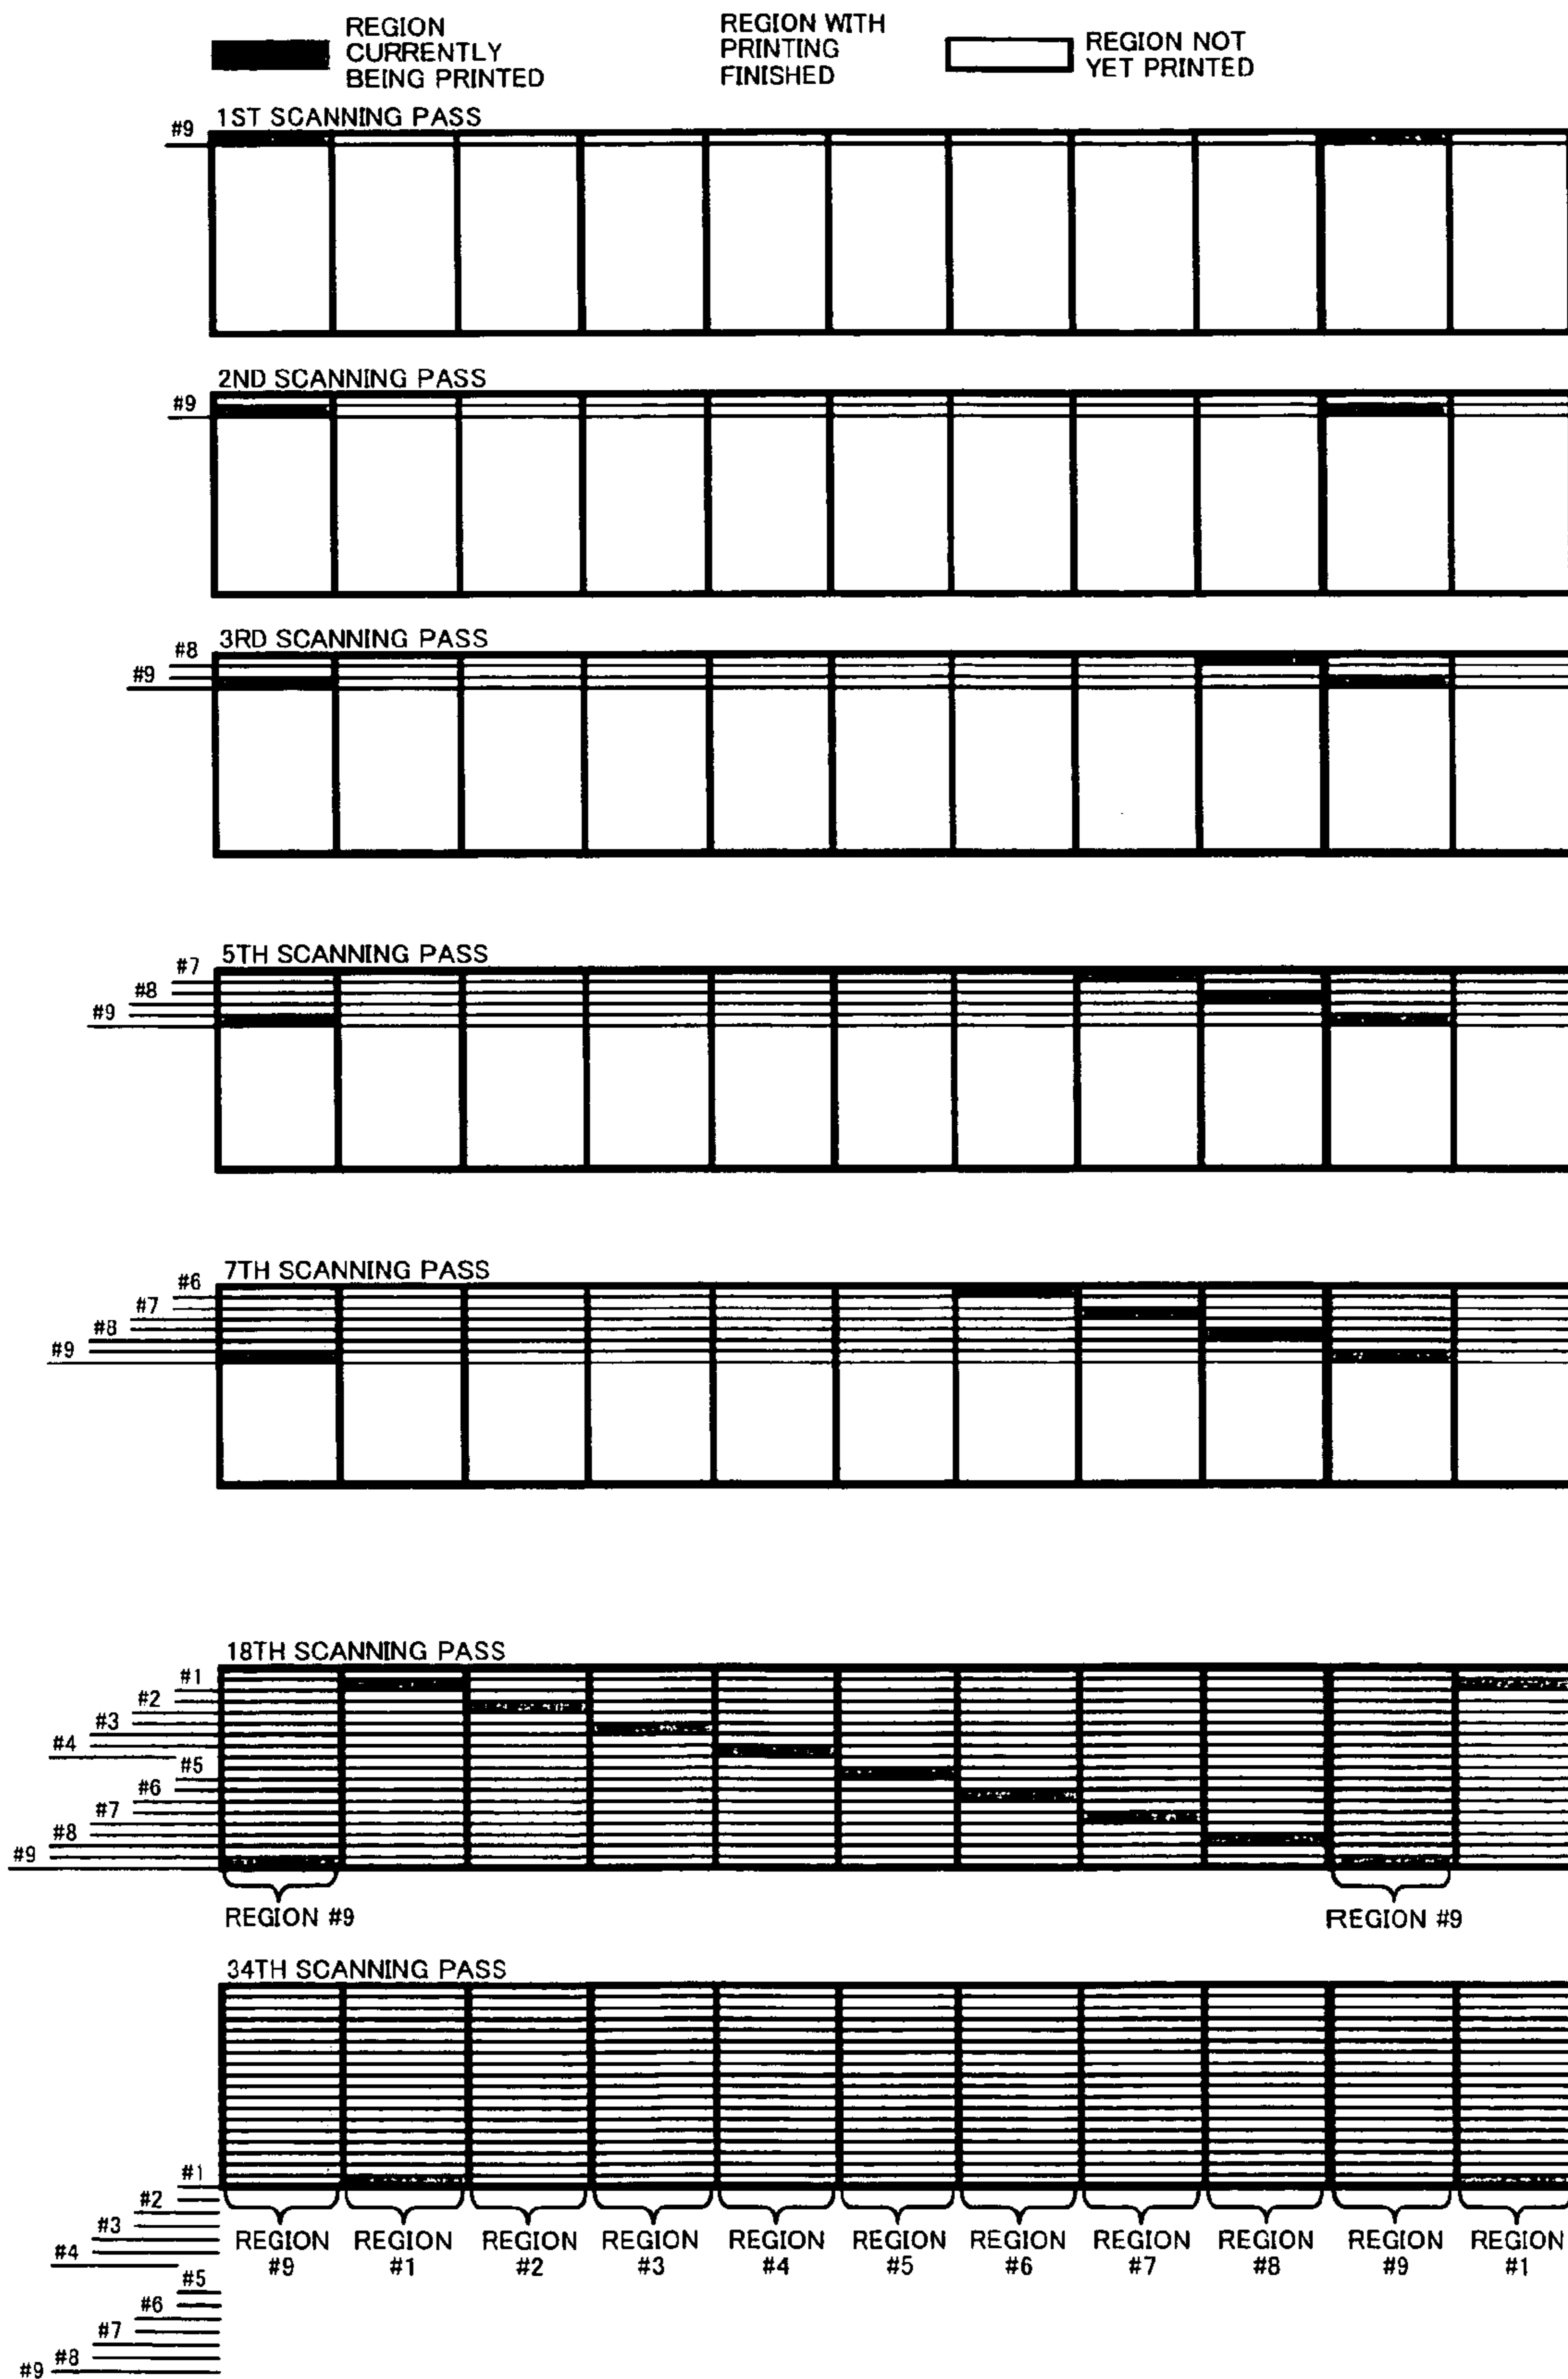 REGION
CURRENTLY
BEING PRINTED
REGION WITH
PRINTING
FINISHED
REGION NOT
YET PRINTED
1ST SCANNING PASS
#9
2ND SCANNING PASS
#9
3RD SCANNING PASS
#8
#9
5TH SCANNING PASS
#7
#8
#9
7TH SCANNING PASS
#6
#7
#8
#9
18TH SCANNING PASS
#1
#2
#3
#4
#5
#6
#7
#8
#9
REGION #9
REGION #9
34TH SCANNING PASS
#1
#2
#3
#4
#5
#6
#7
#8
#9
REGION #9
REGION #1
REGION #2
REGION #3
REGION #4
REGION #5
REGION #6
REGION #7
REGION #8
REGION #9
REGION #1